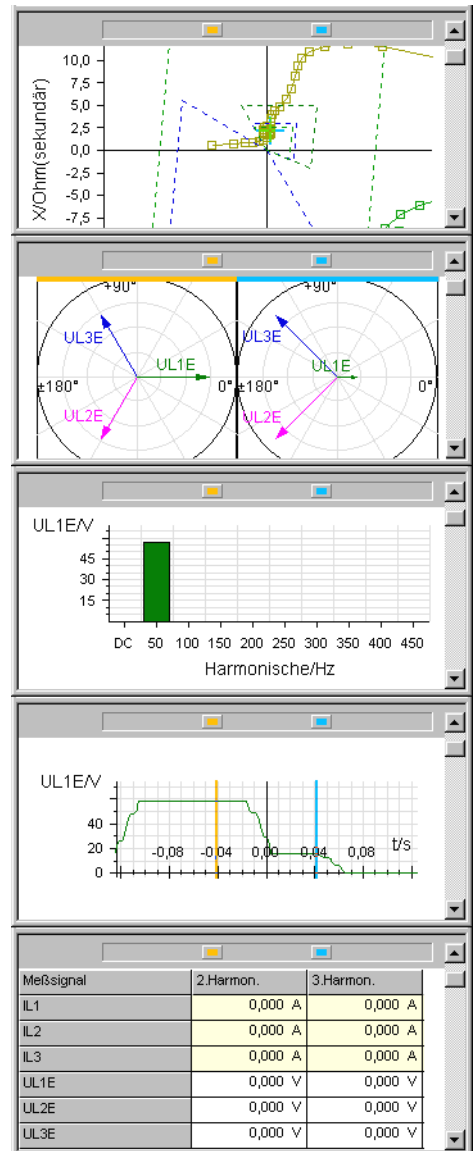 10,0
7,5
5,0
2,5
0,0
-2,5
-5,0
-7,5
X/Ohm(sekundär)
+90° +90°
UL3E UL1E UL3E UL1E
±180° 0° ±180° 0°
UL2E UL2E
UL1E/V
45
30
15
DC 50 100 150 200 250 300 350 400 450
Harmonische/Hz
UL1E/V
40
20
0
-0,08 -0,04 0,00 0,04 0,08 t/s
Meßsignal 2.Harmon. 3.Harmon.
IL1 0,000 A 0,000 A
IL2 0,000 A 0,000 A
IL3 0,000 A 0,000 A
UL1E 0,000 V 0,000 V
UL2E 0,000 V 0,000 V
UL3E 0,000 V 0,000 V